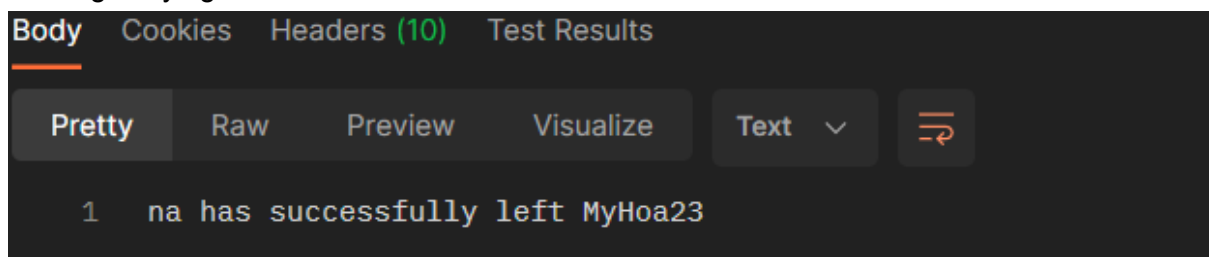 Body Cookies Headers (10) Test Results
Pretty Raw Preview Visualize Text
1 na has successfully left MyHoa23